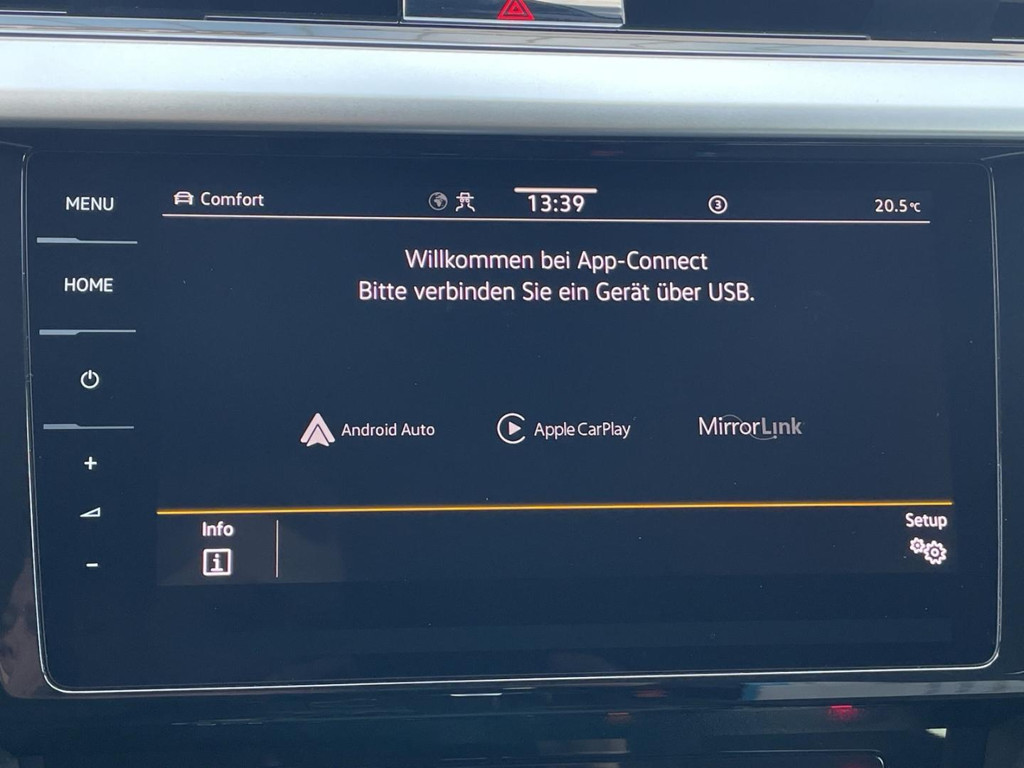 MENU
HOME
+
-
Comfort
13:39
3
20.5°C
Willkommen bei App-Connect
Bitte verbinden Sie ein Gerät über USB.
Android Auto
Apple CarPlay
MirrorLink
Info
i
Setup